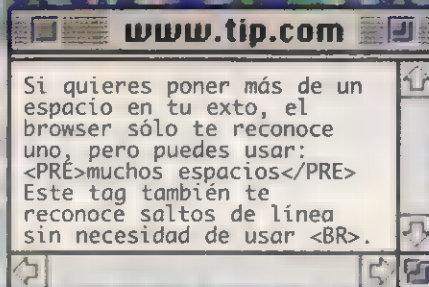 www.tip.com
Si quieres poner más de un
espacio en tu exto, el
browser sólo te reconoce
uno, pero puedes usar:
<PRE>muchos espacios</PRE>
Este tag también te
reconoce saltos de línea
sin necesidad de usar <BR>.